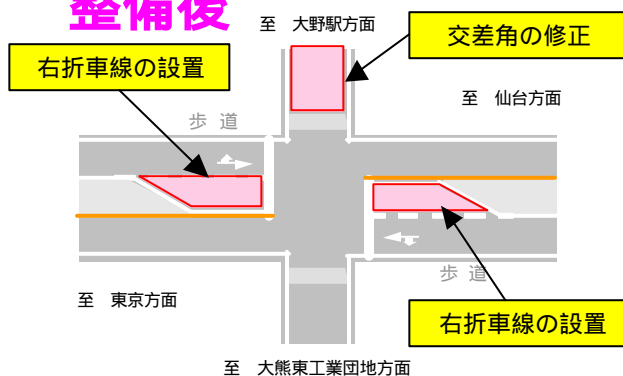 整備後
至　大野駅方面
交差角の修正
右折車線の設置
至　仙台方面
歩 道
歩 道
至　東京方面
右折車線の設置
至　大熊東工業団地方面